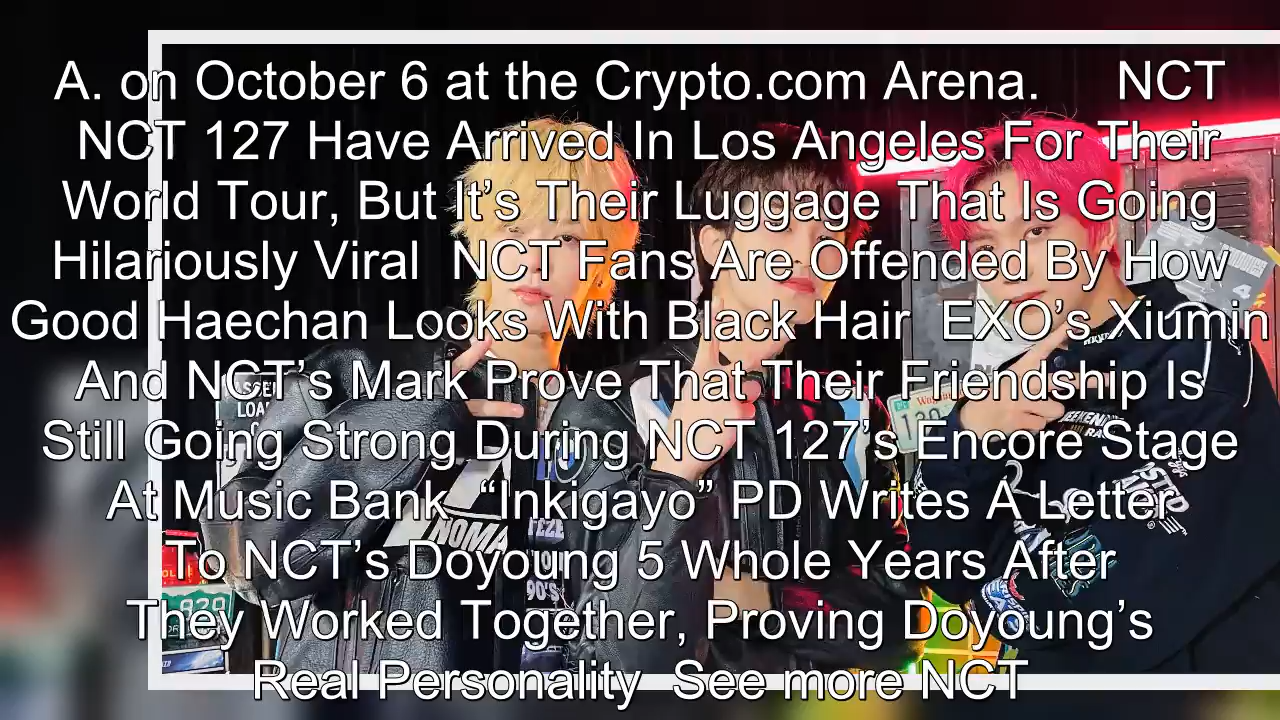 A. on October 6 at the Crypto.com Arena. NCT
NCT 127 Have Arrived In Los Angeles For Their
World Tour, But It’s Their Luggage That Is Going
Hilariously Viral NCT Fans Are Offended By How
Good Haechan Looks With Black Hair EXO’s Xiumin
And NCT’s Mark Prove That Their Friendship Is
Still Going Strong During NCT 127’s Encore Stage
At Music Bank “Inkigayo” PD Writes A Letter
To NCT’s Doyoung 5 Whole Years After
They Worked Together, Proving Doyoung’s
Real Personality See more NCT